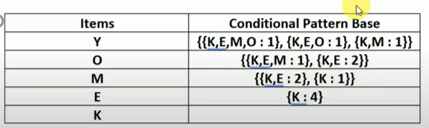 Items Conditional Pattern Base
Y {{K,E,M,O : 1}, {K,E,O : 1}, {K,M : 1}}
O {{K,E,M : 1}, {K,E : 2}}
M {{K,E : 2}, {K : 1}}
E {K : 4}
K